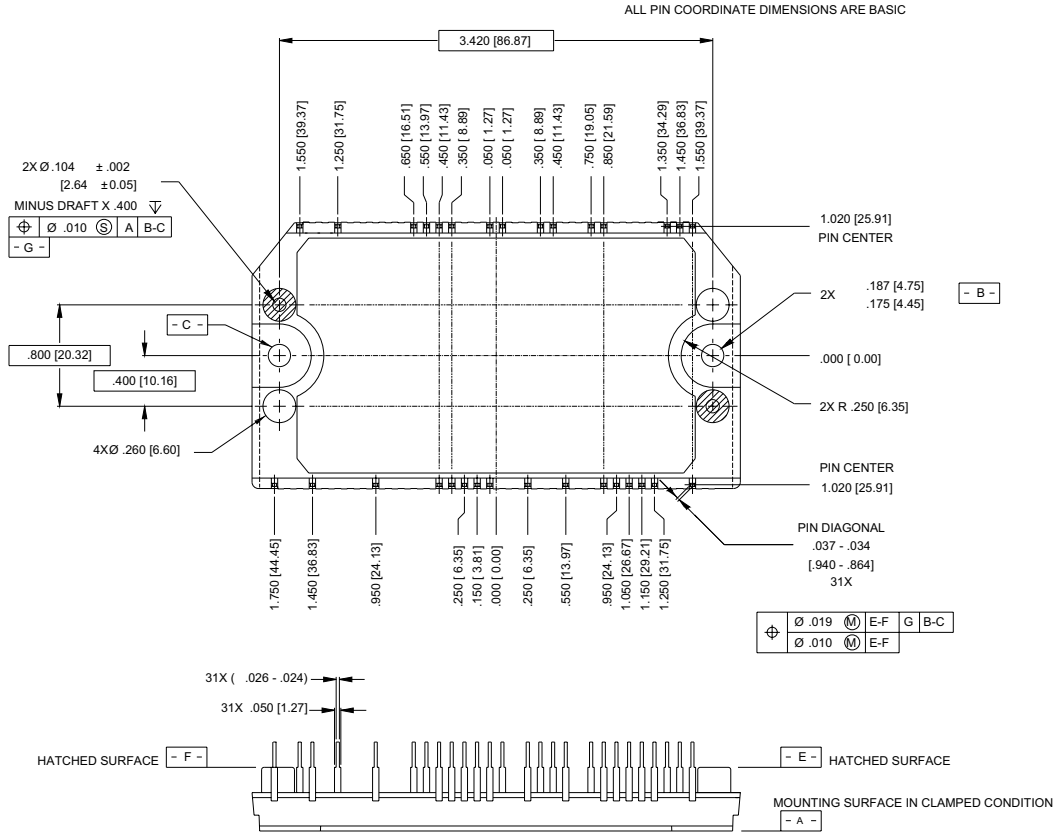 ALL PIN COORDINATE DIMENSIONS ARE BASIC
3.420 [86.87]
1.550 [39.37]
1.250 [31.75]
.650 [16.51]
.550 [13.97]
.450 [11.43]
.350 [ 8.89]
.050 [ 1.27]
.050 [ 1.27]
.350 [ 8.89]
.450 [11.43]
.750 [19.05]
.850 [21.59]
1.350 [34.29]
1.450 [36.83]
1.550 [39.37]
2X Ø .104 ± .002
[2.64 ±0.05]
MINUS DRAFT X .400
Ø .010 Ⓢ A B-C
- G -
1.020 [25.91]
PIN CENTER
2X .187 [4.75]
.175 [4.45]
- B -
- C -
.800 [20.32]
.400 [10.16]
.000 [ 0.00]
2X R .250 [6.35]
4XØ .260 [6.60]
PIN CENTER
1.020 [25.91]
PIN DIAGONAL
.037 - .034
[.940 - .864]
31X
1.750 [44.45]
1.450 [36.83]
.950 [24.13]
.250 [ 6.35]
.150 [ 3.81]
.000 [ 0.00]
.250 [ 6.35]
.550 [13.97]
.950 [24.13]
1.050 [26.67]
1.150 [29.21]
1.250 [31.75]
Ø .019 Ⓜ E-F G B-C
Ø .010 Ⓜ E-F
31X ( .026 - .024)
31X .050 [1.27]
HATCHED SURFACE - F -
- E - HATCHED SURFACE
MOUNTING SURFACE IN CLAMPED CONDITION
- A -